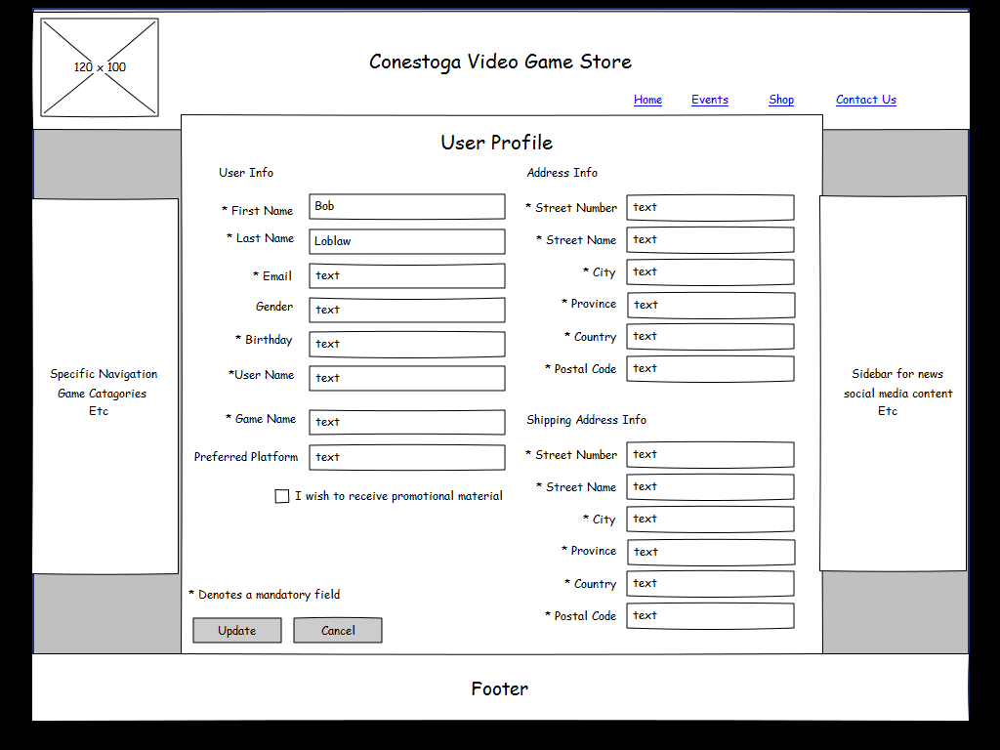 120 x 100
Conestoga Video Game Store
Home Events Shop Contact Us
User Profile
User Info
* First Name Bob
* Last Name Loblaw
* Email text
Gender text
* Birthday text
*User Name text
* Game Name text
Preferred Platform text
I wish to receive promotional material
* Denotes a mandatory field
Update Cancel
Address Info
* Street Number text
* Street Name text
* City text
* Province text
* Country text
* Postal Code text
Shipping Address Info
* Street Number text
* Street Name text
* City text
* Province text
* Country text
* Postal Code text
Specific Navigation
Game Catagories
Etc
Sidebar for news
social media content
Etc
Footer